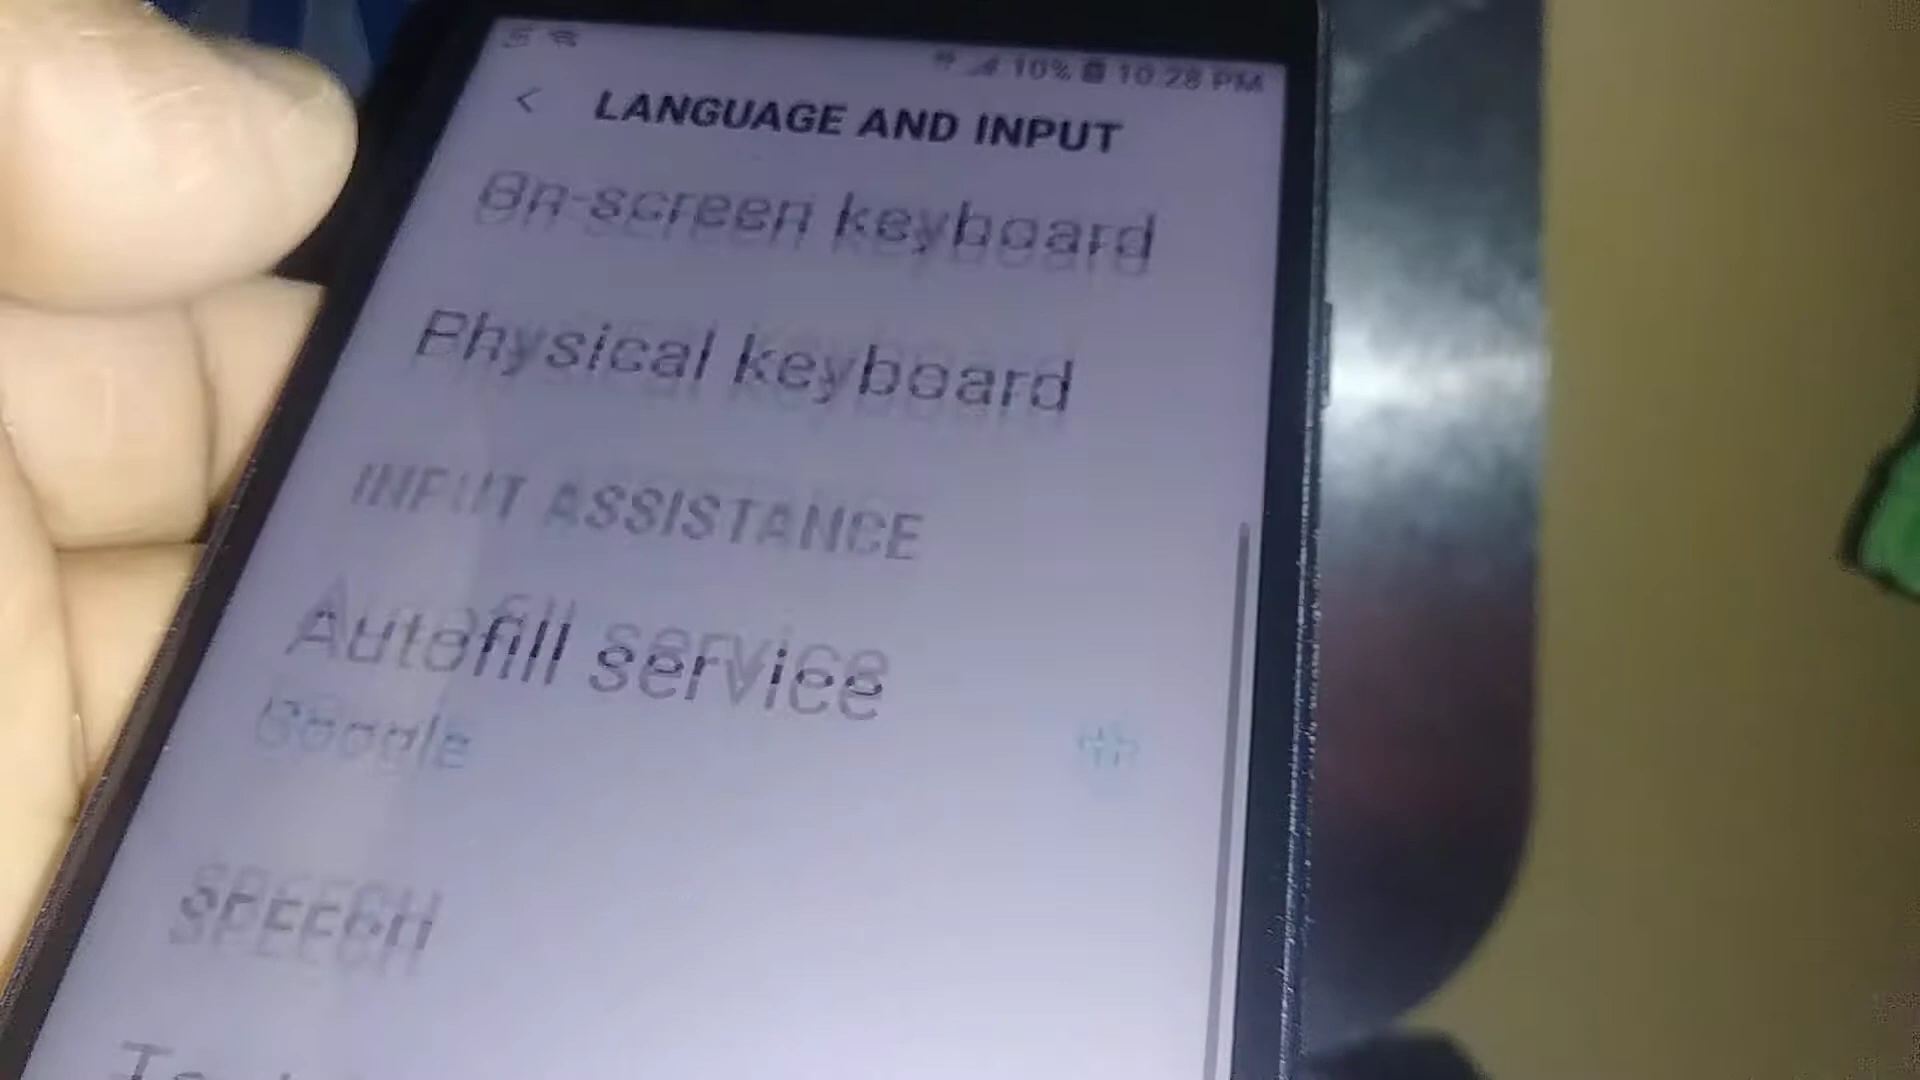 10% 10:28 PM
LANGUAGE AND INPUT
On-screen keyboard
Physical keyboard
INPUT ASSISTANCE
Autofill service
Google
SPEECH